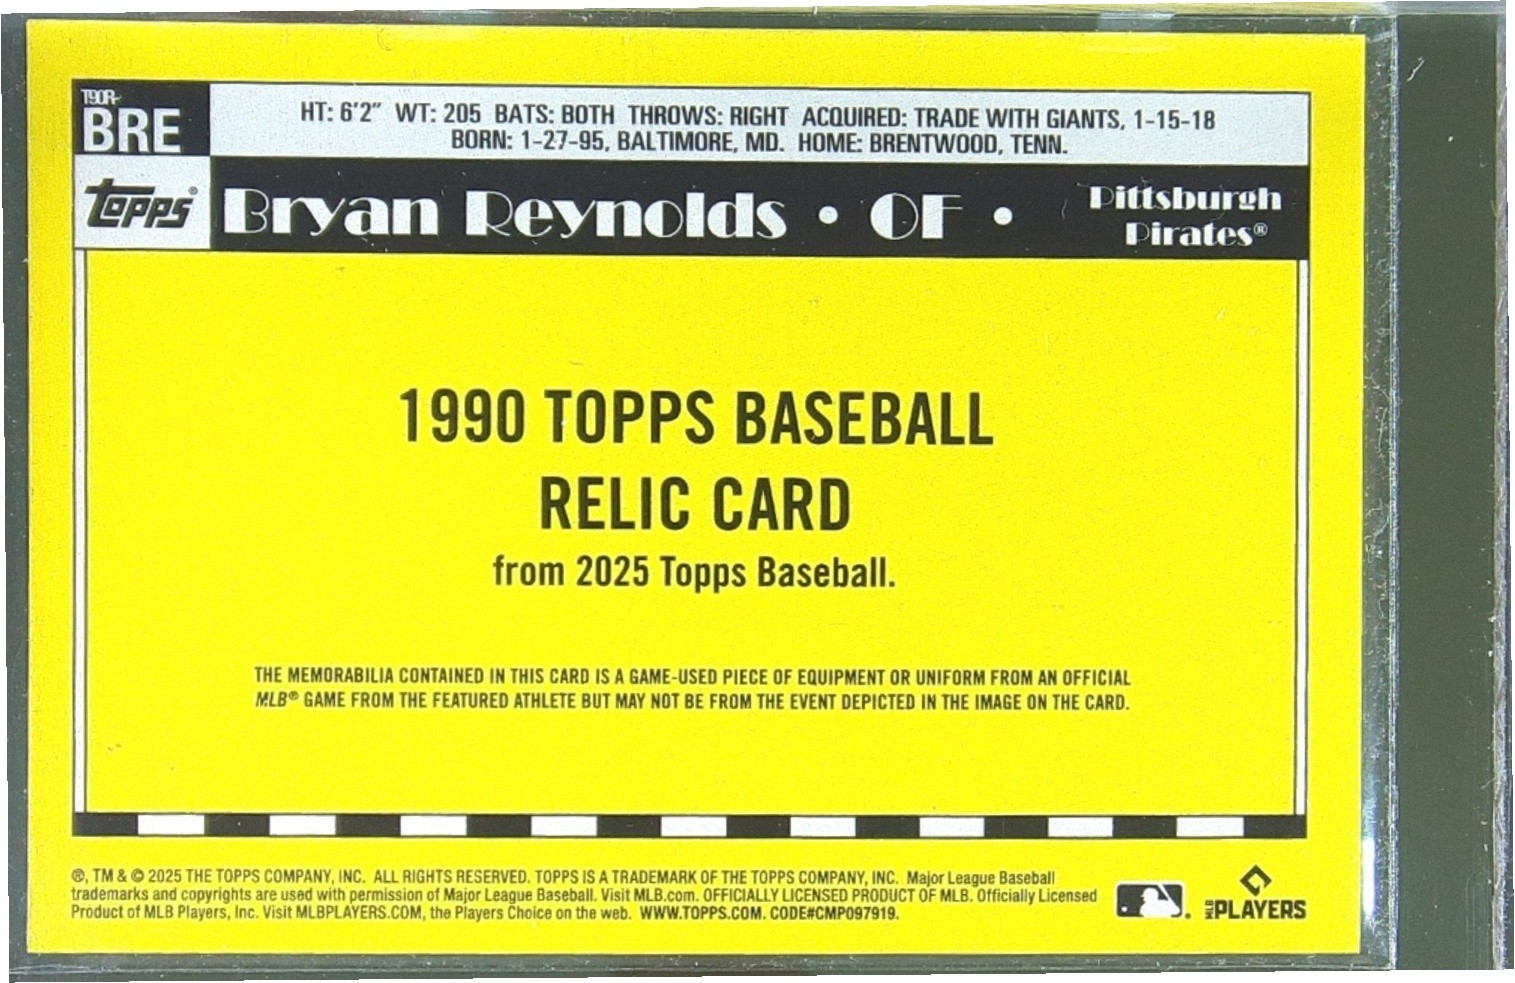 T90R-
BRE
HT: 6'2" WT: 205 BATS: BOTH THROWS: RIGHT ACQUIRED: TRADE WITH GIANTS, 1-15-18
BORN: 1-27-95, BALTIMORE, MD. HOME: BRENTWOOD, TENN.
Topps® Bryan Reynolds • OF •
Pittsburgh
Pirates®
1990 TOPPS BASEBALL
RELIC CARD
from 2025 Topps Baseball.
THE MEMORABILIA CONTAINED IN THIS CARD IS A GAME-USED PIECE OF EQUIPMENT OR UNIFORM FROM AN OFFICIAL
MLB® GAME FROM THE FEATURED ATHLETE BUT MAY NOT BE FROM THE EVENT DEPICTED IN THE IMAGE ON THE CARD.
®, TM & © 2025 THE TOPPS COMPANY, INC. ALL RIGHTS RESERVED. TOPPS IS A TRADEMARK OF THE TOPPS COMPANY, INC. Major League Baseball
trademarks and copyrights are used with permission of Major League Baseball. Visit MLB.com. OFFICIALLY LICENSED PRODUCT OF MLB. Officially Licensed
Product of MLB Players, Inc. Visit MLBPLAYERS.COM, the Players Choice on the web. WWW.TOPPS.COM. CODE#CMP097919.
MLB PLAYERS